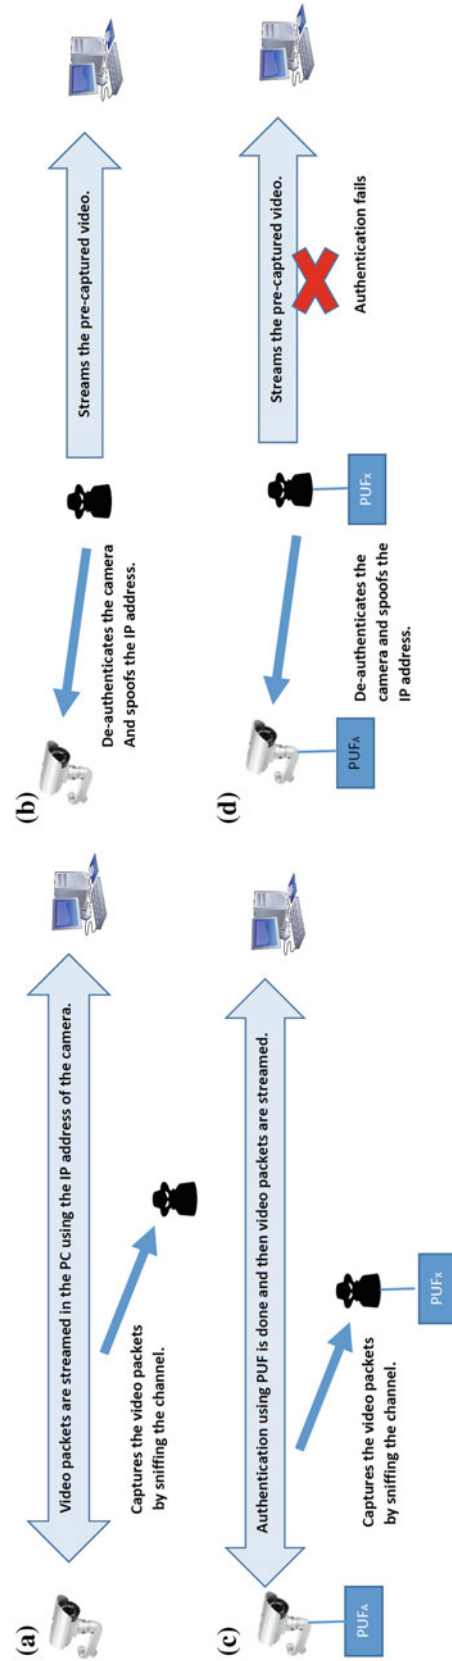 (a)
Video packets are streamed in the PC using the IP address of the camera.
Captures the video packets
by sniffing the channel.
(b)
Streams the pre-captured video.
De-authenticates the camera
And spoofs the IP address.
(c)
Authentication using PUF is done and then video packets are streamed.
Captures the video packets
by sniffing the channel.
PUFA
PUFX
(d)
Streams the pre-captured video.
Authentication fails
De-authenticates the
camera and spoofs the
IP address.
PUFA
PUFX